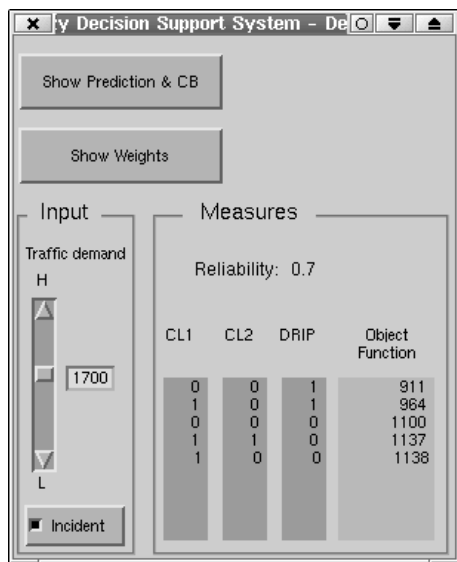 y Decision Support System - De
Show Prediction & CB
Show Weights
Input
Traffic demand
H
1700
L
Incident
Measures
Reliability: 0.7
CL1 CL2 DRIP Object Function
0 0 1 911
1 0 1 964
0 0 0 1100
1 1 0 1137
1 0 0 1138